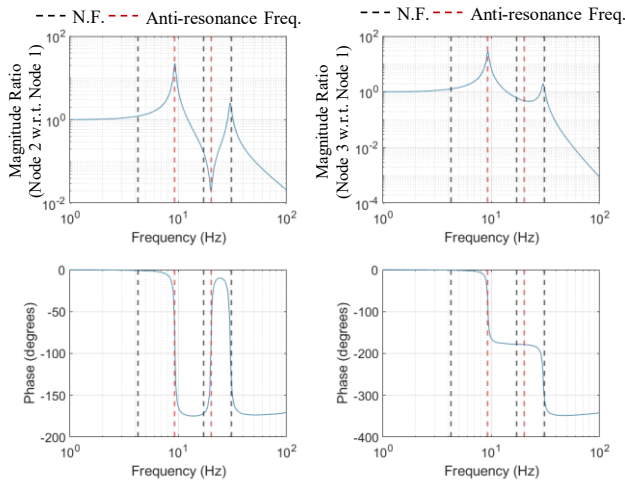 N.F. Anti-resonance Freq.
Magnitude Ratio
(Node 2 w.r.t. Node 1)
10^2
10^0
10^-2
10^0 10^1 10^2
Frequency (Hz)
Phase (degrees)
0
-50
-100
-150
-200
10^0 10^1 10^2
Frequency (Hz)
N.F. Anti-resonance Freq.
Magnitude Ratio
(Node 3 w.r.t. Node 1)
10^2
10^0
10^-2
10^-4
10^0 10^1 10^2
Frequency (Hz)
Phase (degrees)
0
-100
-200
-300
-400
10^0 10^1 10^2
Frequency (Hz)